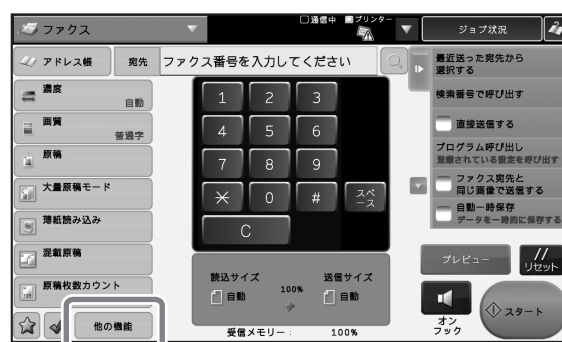 ファクス
通信中
プリンター
ジョブ状況
アドレス帳
宛先
ファクス番号を入力してください
濃度
自動
画質
普通字
原稿
大量原稿モード
薄紙読み込み
混載原稿
原稿枚数カウント
他の機能
1 2 3
4 5 6
7 8 9
＊ 0 #
スペ
ース
C
読込サイズ
自動
100%
送信サイズ
自動
受信メモリー： 100%
最近送った宛先から
選択する
検索番号で呼び出す
直接送信する
プログラム呼び出し
登録されている設定を呼び出す
ファクス宛先と
同じ画像で送信する
自動一時保存
データを一時的に保存する
プレビュー
リセット
オン
フック
スタート